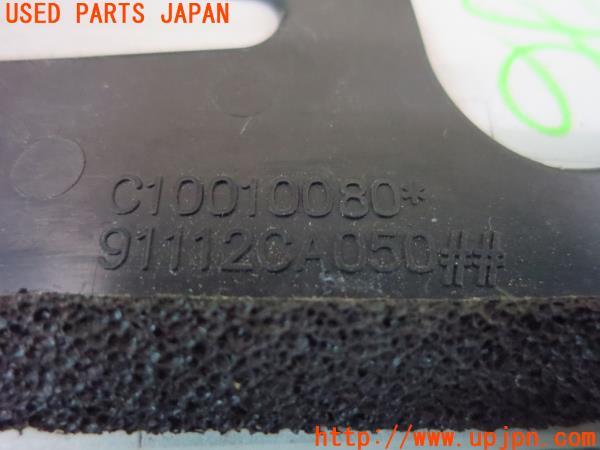 USED PARTS JAPAN
C10010080*
91112CA050##
http://www.upjpn.com